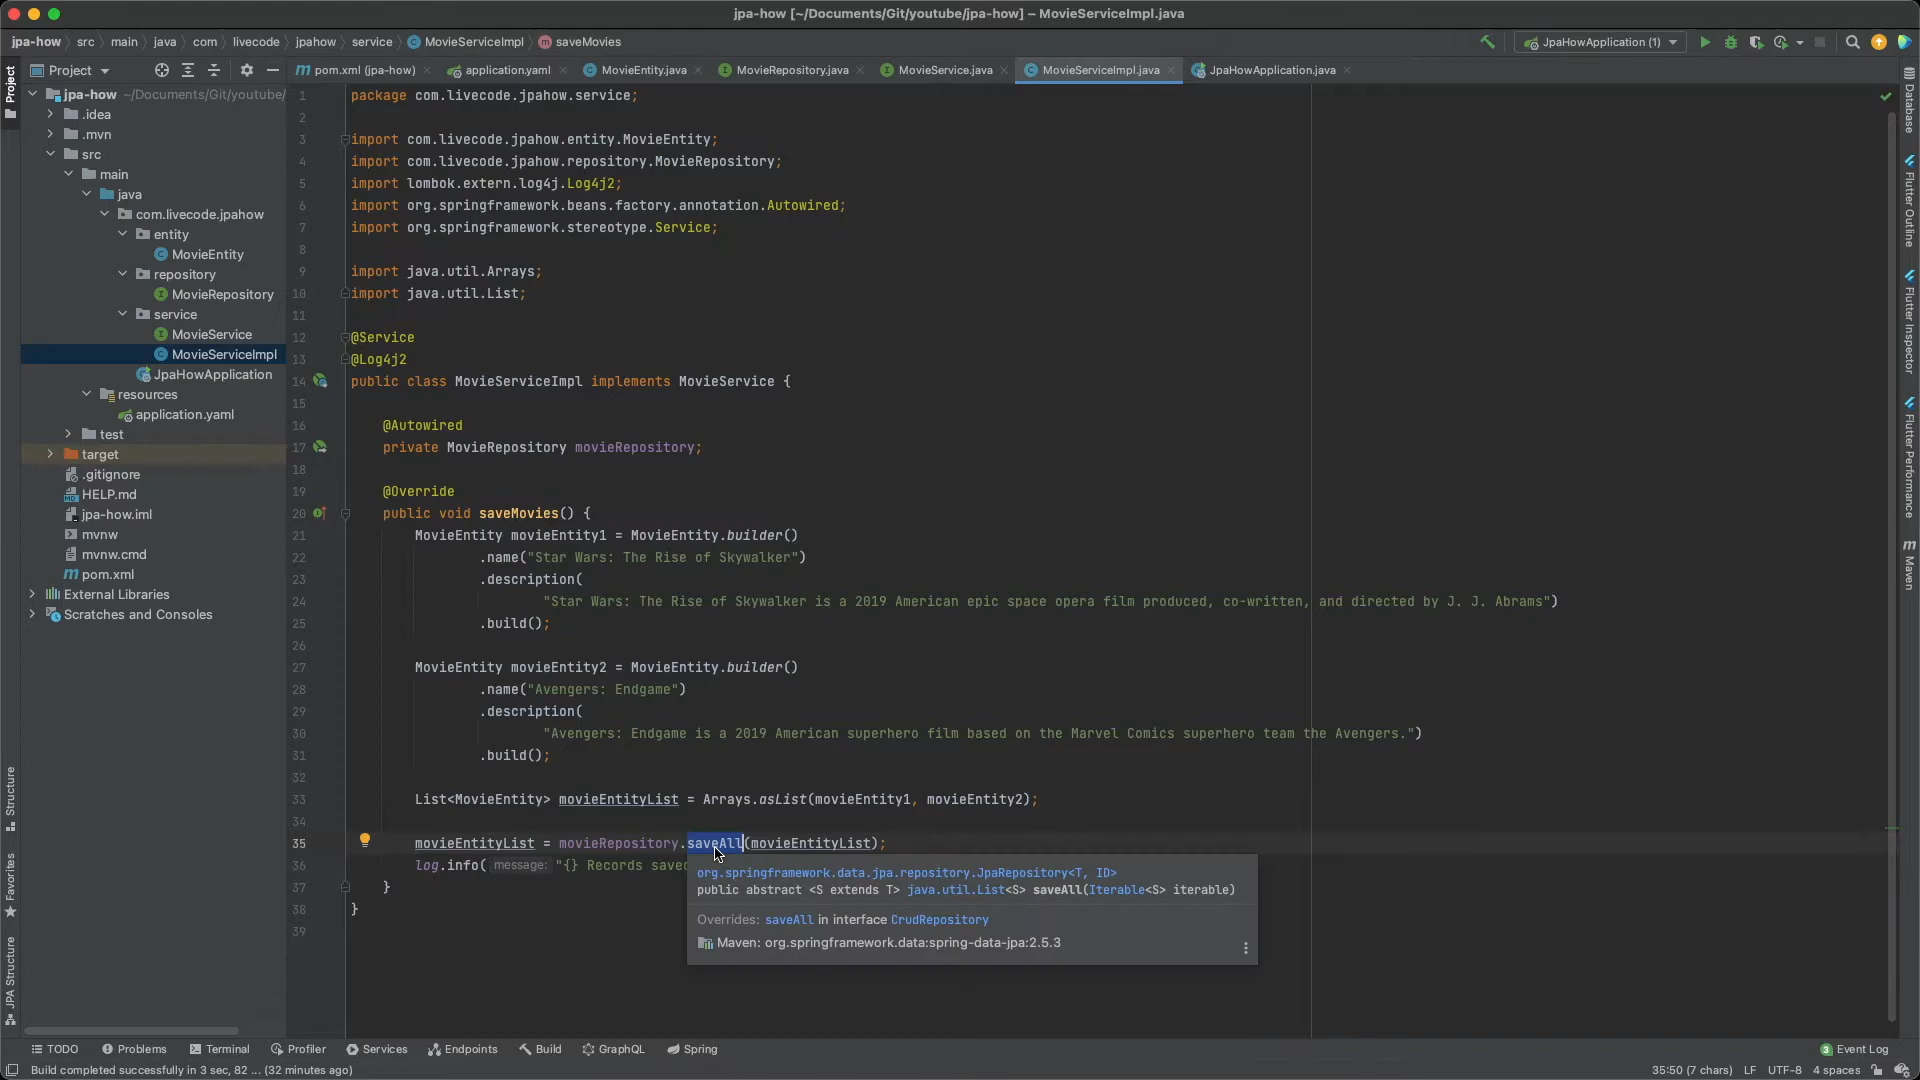 jpa-how [~/Documents/Git/youtube/jpa-how] – MovieServiceImpl.java
jpa-how src main java com livecode jpahow service MovieServiceImpl saveMovies
JpaHowApplication (1)
Project
pom.xml (jpa-how) application.yaml MovieEntity.java MovieRepository.java MovieService.java MovieServiceImpl.java JpaHowApplication.java
jpa-how ~/Documents/Git/youtube/
.idea
.mvn
src
main
java
com.livecode.jpahow
entity
MovieEntity
repository
MovieRepository
service
MovieService
MovieServiceImpl
JpaHowApplication
resources
application.yaml
test
target
.gitignore
HELP.md
jpa-how.iml
mvnw
mvnw.cmd
pom.xml
External Libraries
Scratches and Consoles
1 package com.livecode.jpahow.service;
2
3 import com.livecode.jpahow.entity.MovieEntity;
4 import com.livecode.jpahow.repository.MovieRepository;
5 import lombok.extern.log4j.Log4j2;
6 import org.springframework.beans.factory.annotation.Autowired;
7 import org.springframework.stereotype.Service;
8
9 import java.util.Arrays;
10 import java.util.List;
11
12 @Service
13 @Log4j2
14 public class MovieServiceImpl implements MovieService {
15
16 @Autowired
17 private MovieRepository movieRepository;
18
19 @Override
20 public void saveMovies() {
21 MovieEntity movieEntity1 = MovieEntity.builder()
22 .name("Star Wars: The Rise of Skywalker")
23 .description(
24 "Star Wars: The Rise of Skywalker is a 2019 American epic space opera film produced, co-written, and directed by J. J. Abrams")
25 .build();
26
27 MovieEntity movieEntity2 = MovieEntity.builder()
28 .name("Avengers: Endgame")
29 .description(
30 "Avengers: Endgame is a 2019 American superhero film based on the Marvel Comics superhero team the Avengers.")
31 .build();
32
33 List<MovieEntity> movieEntityList = Arrays.asList(movieEntity1, movieEntity2);
34
35 movieEntityList = movieRepository.saveAll(movieEntityList);
36 log.info( message: "{} Records save
37 }
38 }
39
org.springframework.data.jpa.repository.JpaRepository<T, ID>
public abstract <S extends T> java.util.List<S> saveAll(Iterable<S> iterable)
Overrides: saveAll in interface CrudRepository
Maven: org.springframework.data:spring-data-jpa:2.5.3
Project
Structure
Favorites
JPA Structure
Database
Flutter Outline
Flutter Inspector
Flutter Performance
m Maven
TODO Problems Terminal Profiler Services Endpoints Build GraphQL Spring
3 Event Log
Build completed successfully in 3 sec, 82 ... (32 minutes ago)
35:50 (7 chars) LF UTF-8 4 spaces